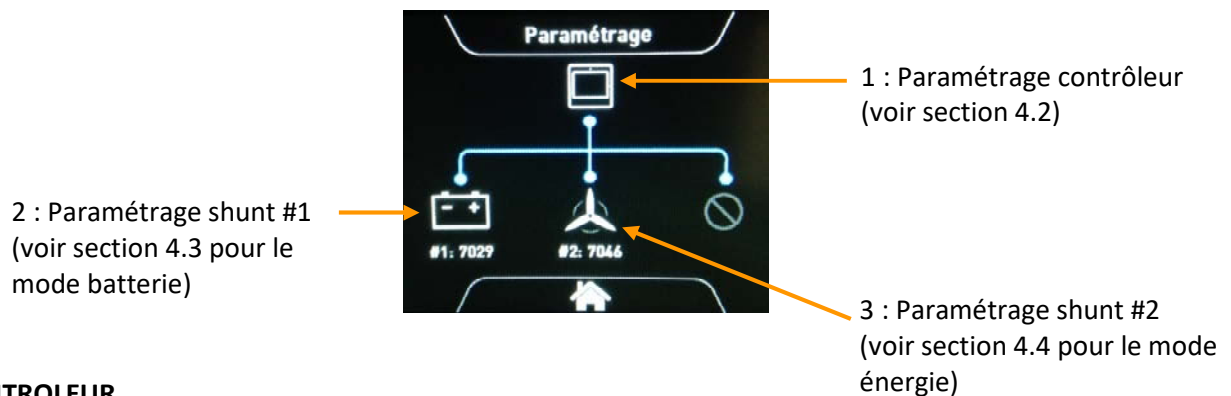 Paramétrage
1 : Paramétrage contrôleur
(voir section 4.2)
2 : Paramétrage shunt #1
(voir section 4.3 pour le
mode batterie)
#1: 7029
#2: 7046
3 : Paramétrage shunt #2
(voir section 4.4 pour le mode
énergie)